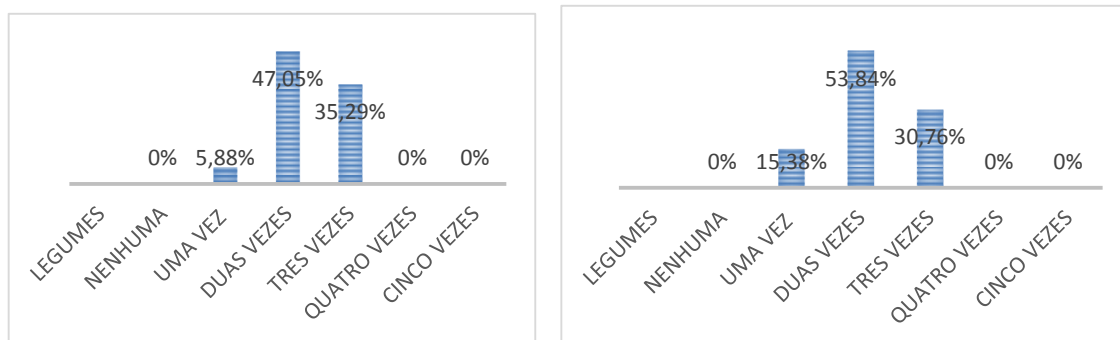 47,05%
35,29%
0%
5,88%
0%
0%
LEGUMES
NENHUMA
UMA VEZ
DUAS VEZES
TRES VEZES
QUATRO VEZES
CINCO VEZES
53,84%
30,76%
0%
15,38%
0%
0%
LEGUMES
NENHUMA
UMA VEZ
DUAS VEZES
TRES VEZES
QUATRO VEZES
CINCO VEZES